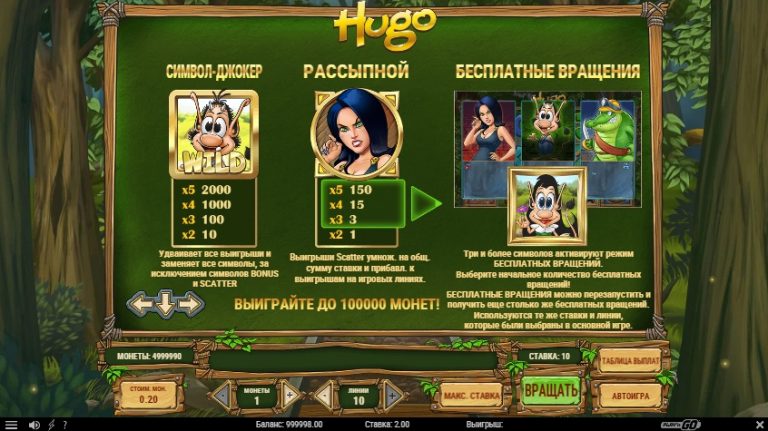 Hugo
СИМВОЛ-ДЖОКЕР
WILD
x5 2000
x4 1000
x3 100
x2 10
Удваивает все выигрыши и
заменяет все символы, за
исключением символов BONUS
и SCATTER
РАССЫПНОЙ
x5 150
x4 15
x3 3
x2 1
Выигрыши Scatter умнож. на общ.
сумму ставки и прибавл. к
выигрышам на игровых линиях.
БЕСПЛАТНЫЕ ВРАЩЕНИЯ
Hugo
Три и более символов активируют режим
БЕСПЛАТНЫХ ВРАЩЕНИЙ.
Выберите начальное количество бесплатных
вращений!
БЕСПЛАТНЫЕ ВРАЩЕНИЯ можно перезапустить и
получить еще столько же бесплатных вращений.
Используются те же ставки и линии,
которые были выбраны в основной игре.
ВЫИГРАЙТЕ ДО 100000 МОНЕТ!
МОНЕТЫ: 4999990
СТАВКА: 10
ТАБЛИЦА ВЫПЛАТ
СТОИМ. МОН.
0.20
МОНЕТЫ
1
ЛИНИИ
10
МАКС. СТАВКА
ВРАЩАТЬ
АВТОИГРА
Баланс: 999998.00 Ставка: 2.00 Выигрыш:
PLAY'N GO